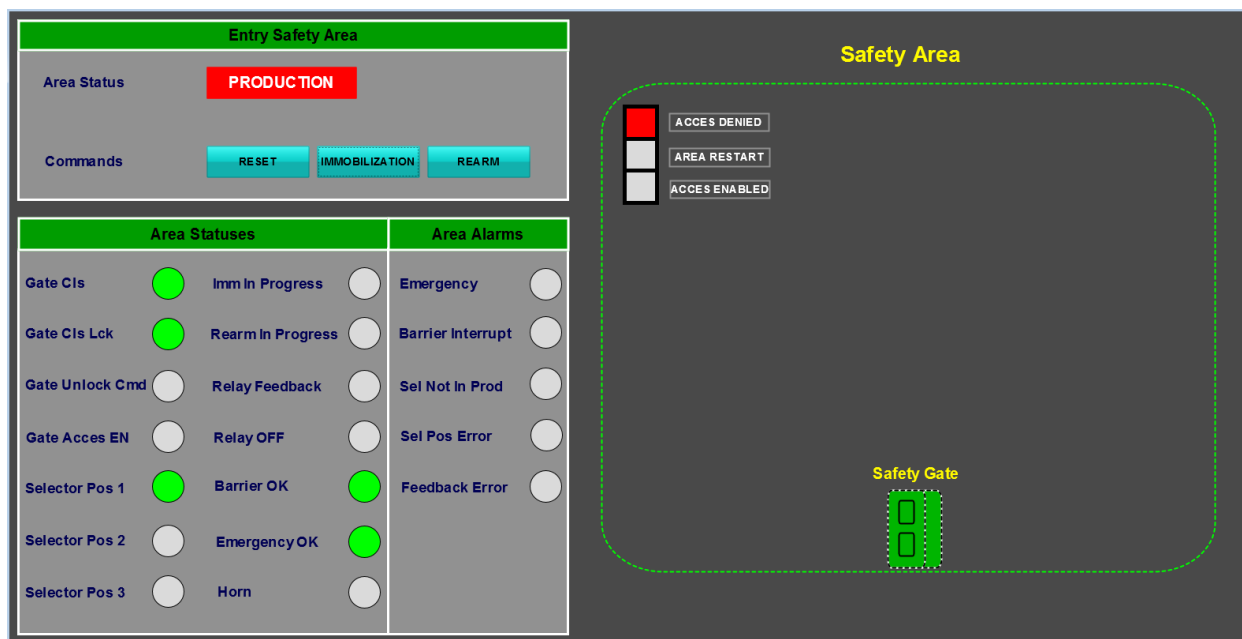 Entry Safety Area
Area Status
PRODUCTION
Commands
RESET
IMMOBILIZATION
REARM
Area Statuses
Area Alarms
Gate Cls
Imm In Progress
Emergency
Gate Cls Lck
Rearm In Progress
Barrier Interrupt
Gate Unlock Cmd
Relay Feedback
Sel Not In Prod
Gate Acces EN
Relay OFF
Sel Pos Error
Selector Pos 1
Barrier OK
Feedback Error
Selector Pos 2
Emergency OK
Selector Pos 3
Horn
Safety Area
ACCES DENIED
AREA RESTART
ACCES ENABLED
Safety Gate